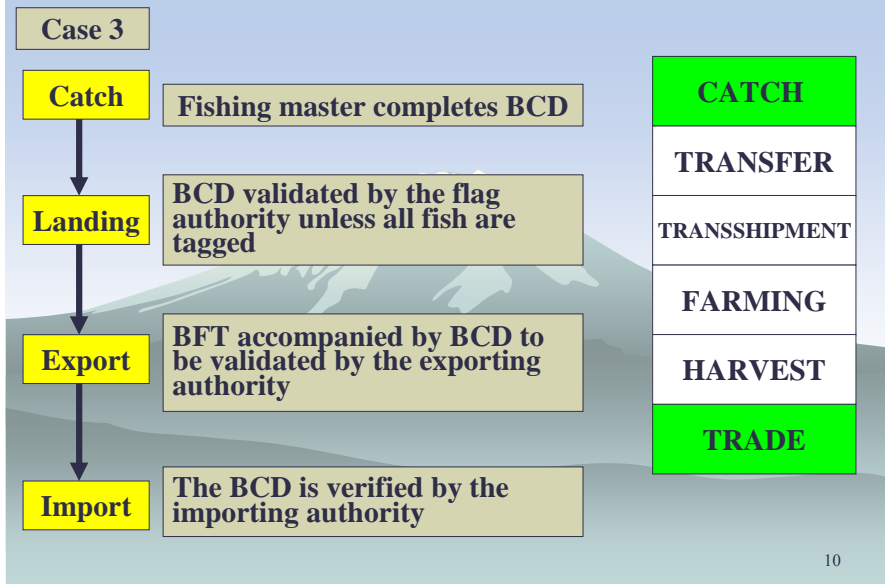 Case 3
Catch
Fishing master completes BCD
Landing
BCD validated by the flag
authority unless all fish are
tagged
Export
BFT accompanied by BCD to
be validated by the exporting
authority
Import
The BCD is verified by the
importing authority
CATCH
TRANSFER
TRANSSHIPMENT
FARMING
HARVEST
TRADE
10